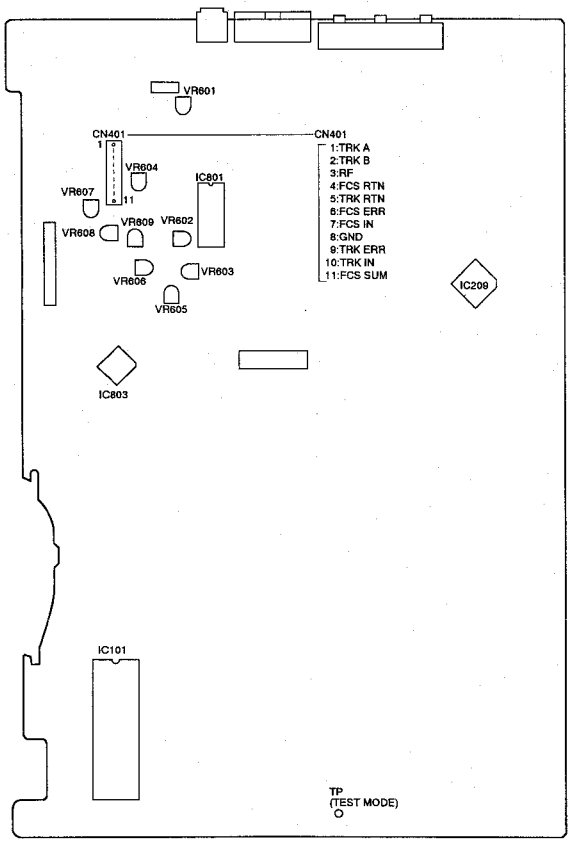 VR601
CN401
CN401
1
1:TRK A
2:TRK B
3:RF
4:FCS RTN
5:TRK RTN
6:FCS ERR
7:FCS IN
8:GND
9:TRK ERR
10:TRK IN
11:FCS SUM
VR604
IC801
VR607
11
VR609
VR602
VR608
VR603
VR606
VR605
IC209
IC803
IC101
TP
(TEST MODE)